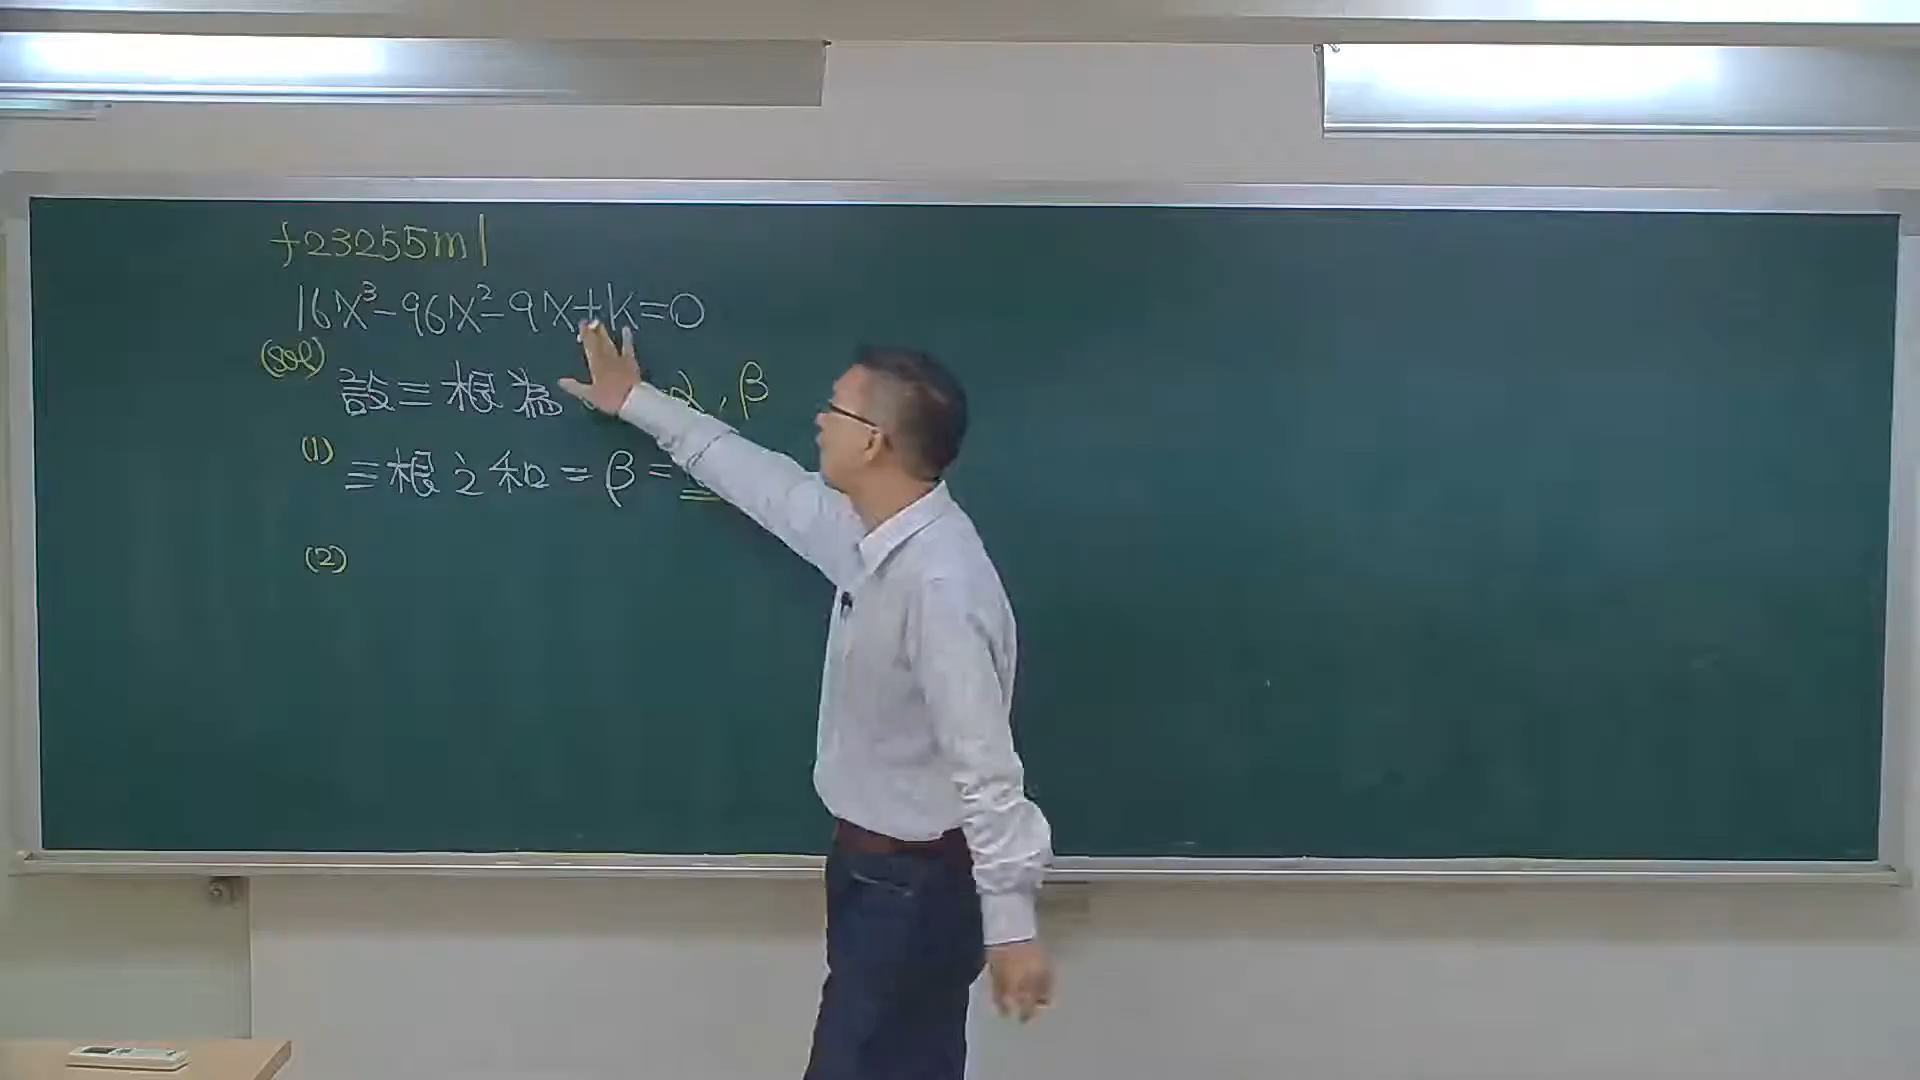 f23255m1
16x³-96x²-9x+k=0
(sol)
設三根為 α, β
(1) 三根之和=β=
(2)